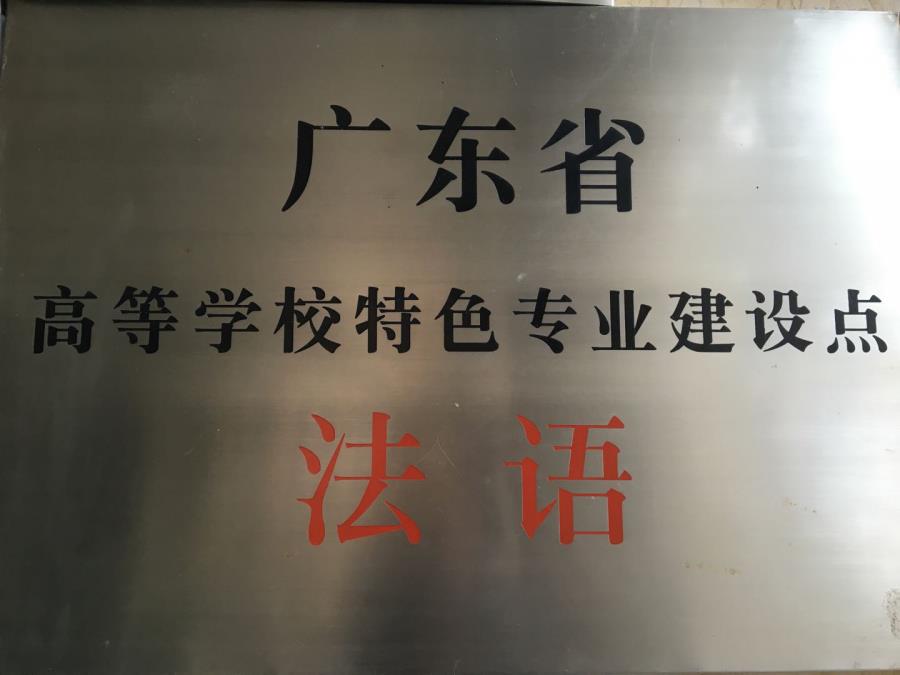 广东省
高等学校特色专业建设点
法语